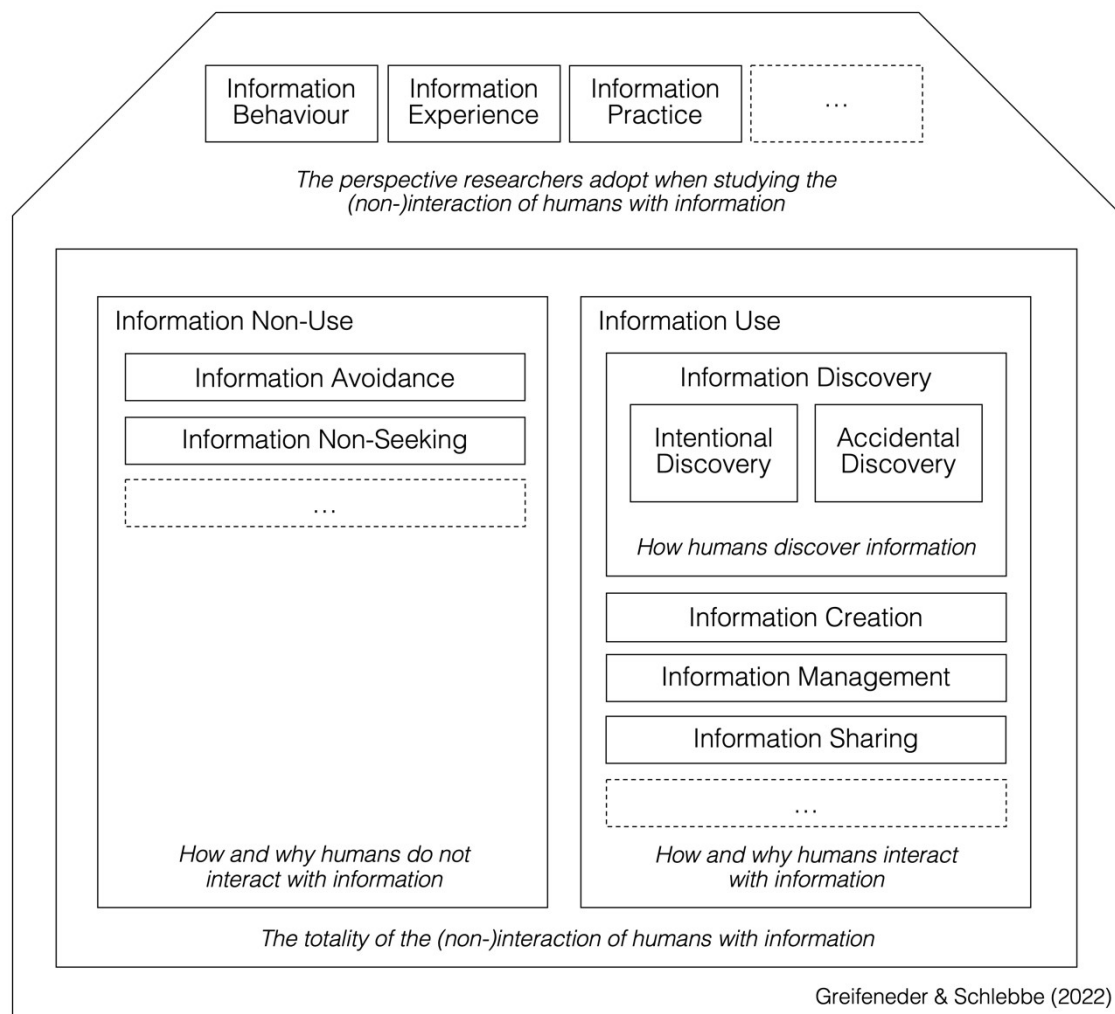 Information
Behaviour
Information
Experience
Information
Practice
...
The perspective researchers adopt when studying the
(non-)interaction of humans with information
Information Non-Use
Information Avoidance
Information Non-Seeking
...
How and why humans do not
interact with information
Information Use
Information Discovery
Intentional
Discovery
Accidental
Discovery
How humans discover information
Information Creation
Information Management
Information Sharing
...
How and why humans interact
with information
The totality of the (non-)interaction of humans with information
Greifeneder & Schlebbe (2022)